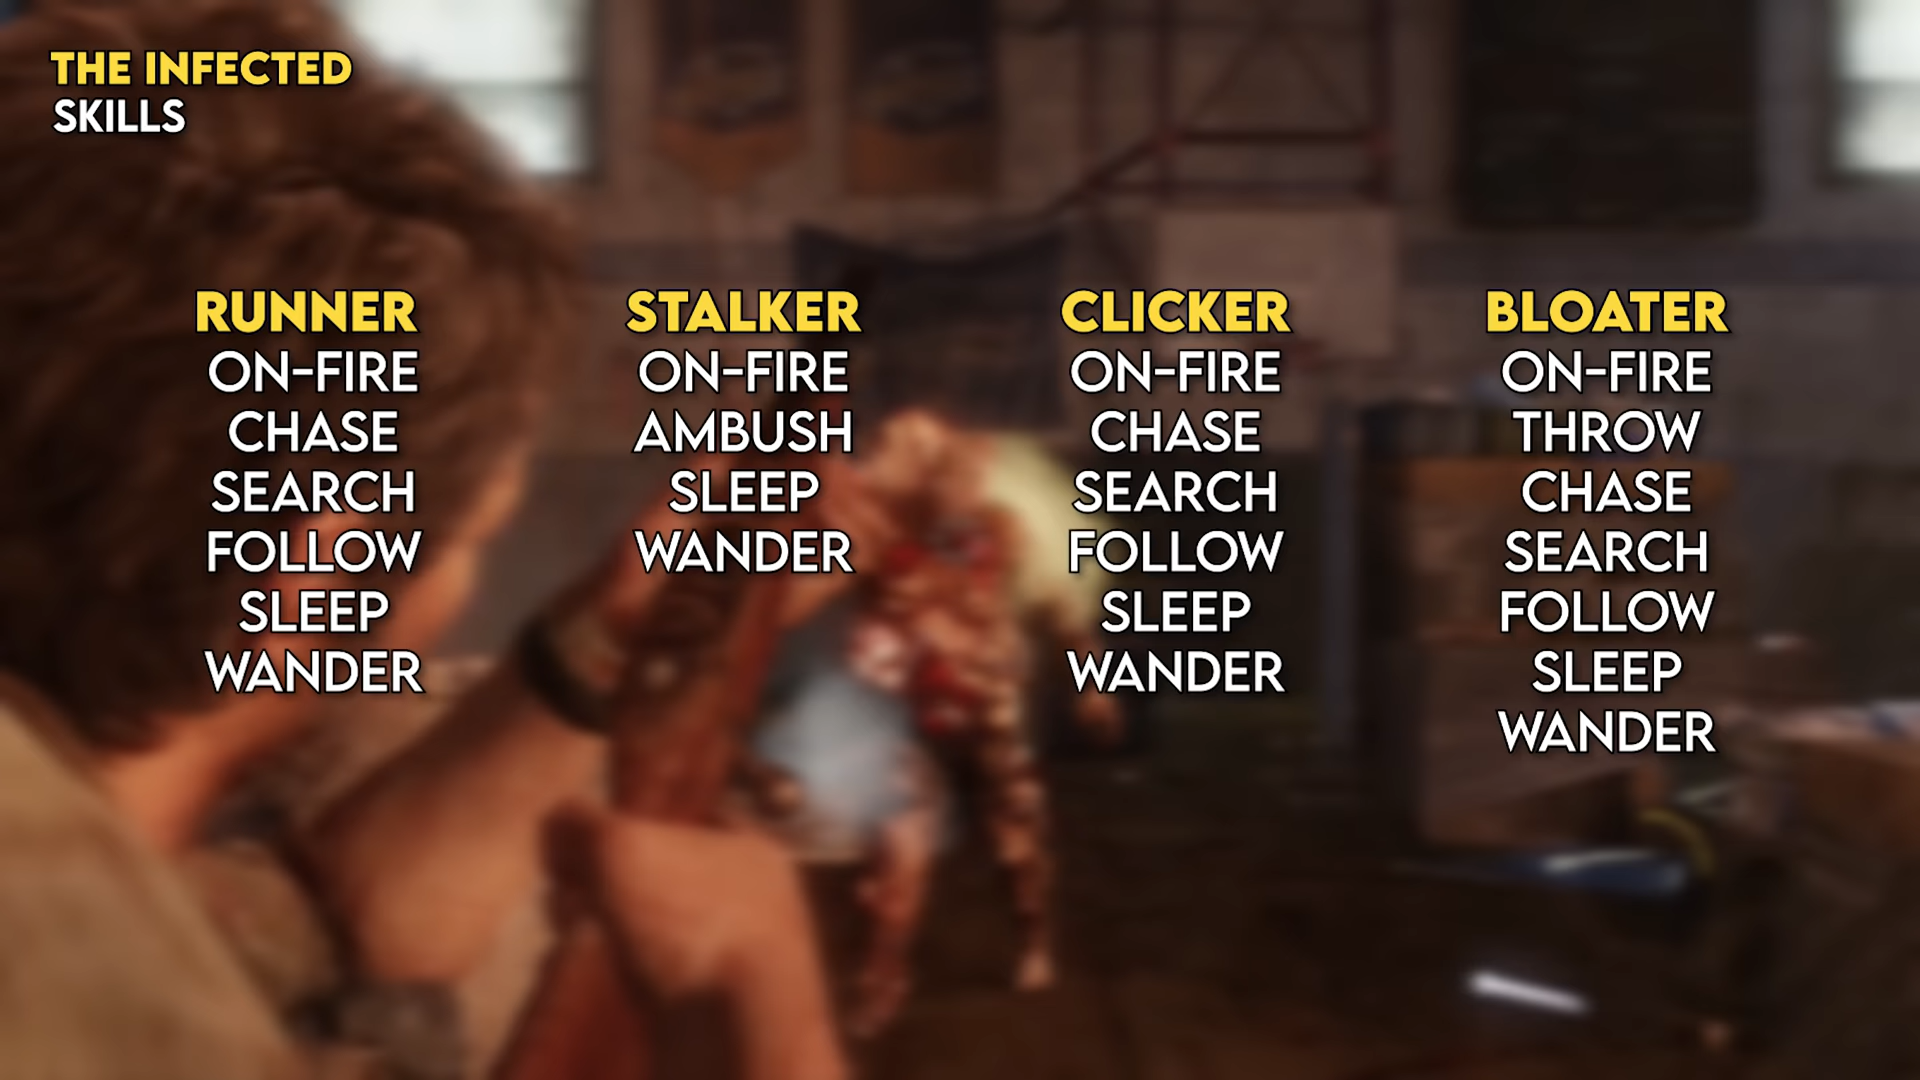 THE INFECTED
SKILLS
RUNNER
ON-FIRE
CHASE
SEARCH
FOLLOW
SLEEP
WANDER
STALKER
ON-FIRE
AMBUSH
SLEEP
WANDER
CLICKER
ON-FIRE
CHASE
SEARCH
FOLLOW
SLEEP
WANDER
BLOATER
ON-FIRE
THROW
CHASE
SEARCH
FOLLOW
SLEEP
WANDER